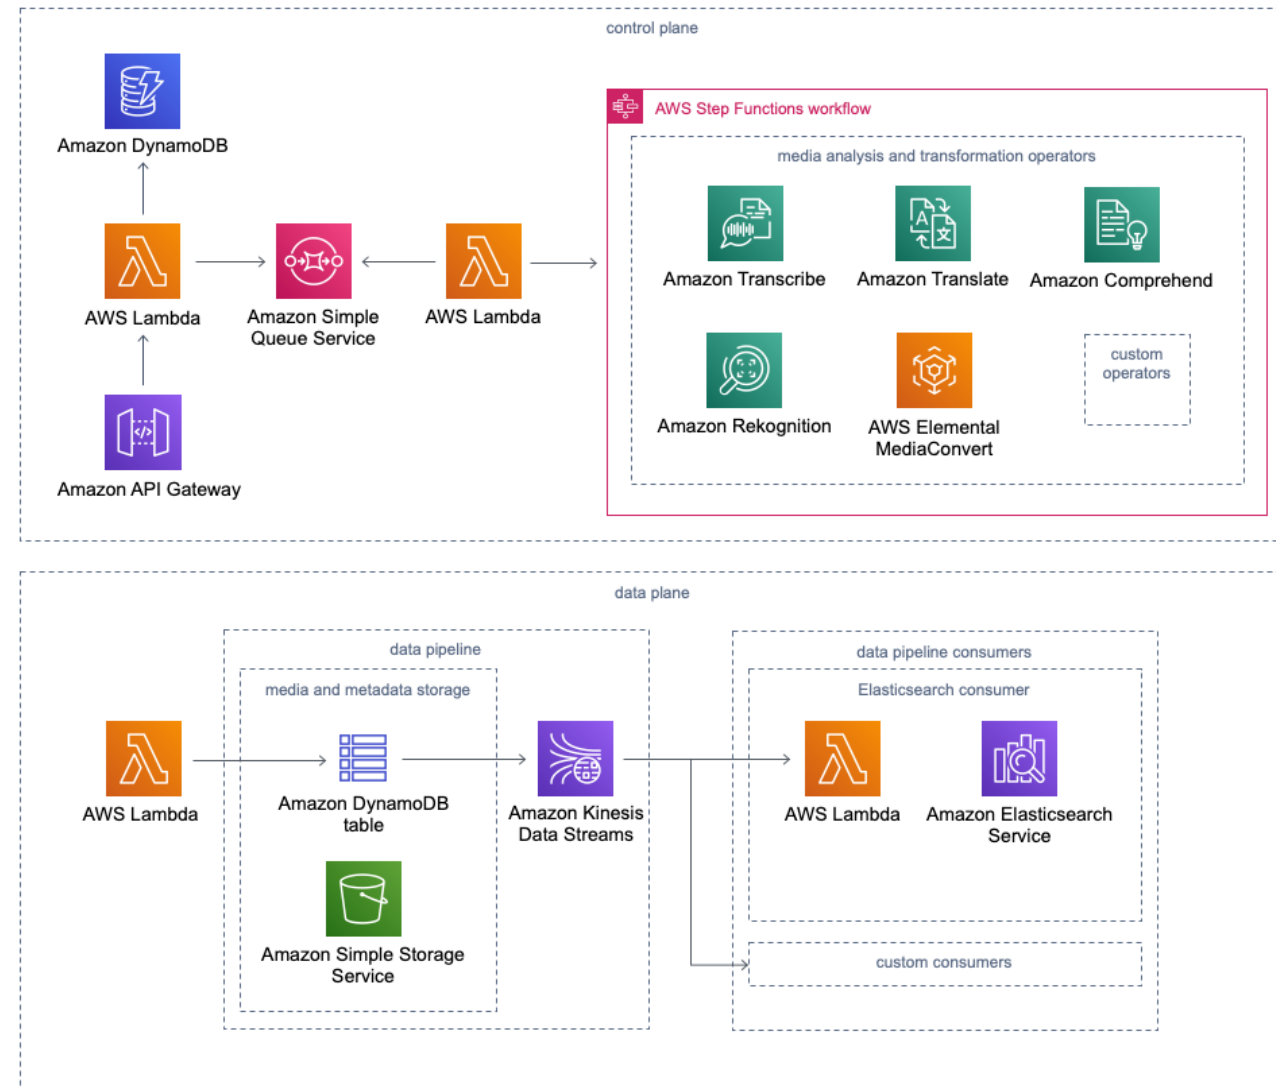 control plane
Amazon DynamoDB
AWS Step Functions workflow
media analysis and transformation operators
Amazon Transcribe
A
文
Amazon Translate
Amazon Comprehend
AWS Lambda
Amazon Simple
Queue Service
AWS Lambda
custom
operators
Amazon Rekognition
AWS Elemental
MediaConvert
</>
Amazon API Gateway
data plane
data pipeline
media and metadata storage
AWS Lambda
Amazon DynamoDB
table
Amazon Simple Storage
Service
Amazon Kinesis
Data Streams
data pipeline consumers
Elasticsearch consumer
AWS Lambda
Amazon Elasticsearch
Service
custom consumers